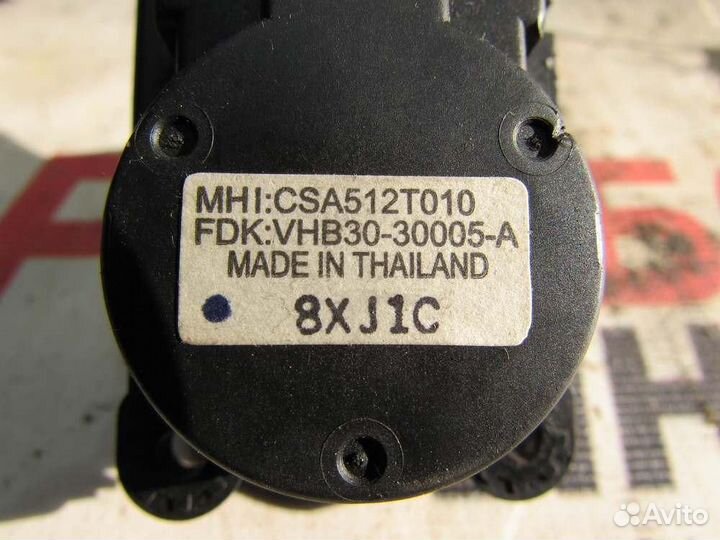 MHI:CSA512T010
FDK:VHB30-30005-A
MADE IN THAILAND
8XJ1C
Avito